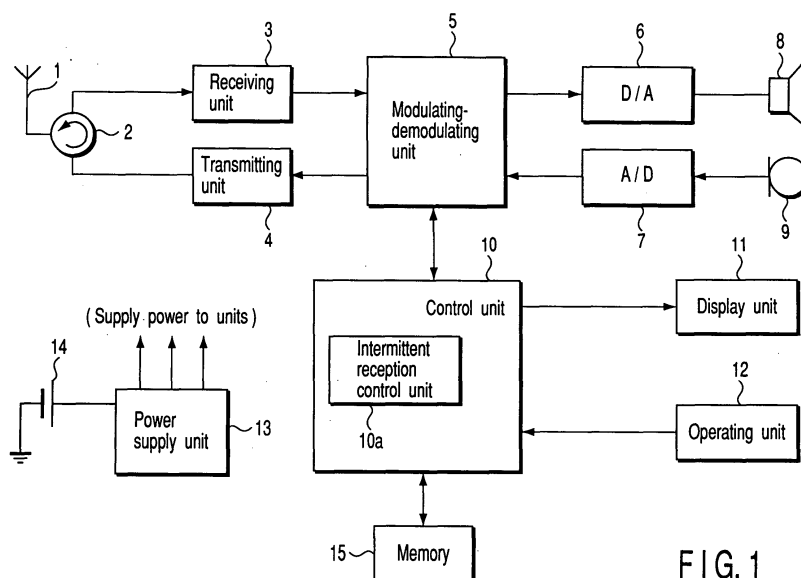 1
2
3
Receiving
unit
Transmitting
unit
4
5
Modulating-
demodulating
unit
6
D/A
A/D
7
8
9
10
Control unit
Intermittent
reception
control unit
10a
11
Display unit
12
Operating unit
(Supply power to units)
14
Power
supply unit
13
15
Memory
FIG. 1